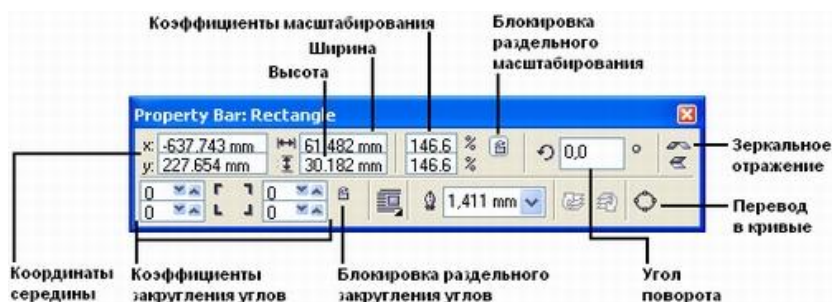 Коэффициенты масштабирования
Ширина
Высота
Блокировка
раздельного
масштабирования
Property Bar: Rectangle
x: -637.743 mm 61.482 mm 146.6 % 0,0 °
y: 227.654 mm 30.182 mm 146.6 %
0 0 1,411 mm
0 0
Зеркальное
отражение
Перевод
в кривые
Координаты
середины
Коэффициенты
закругления углов
Блокировка раздельного
закругления углов
Угол
поворота